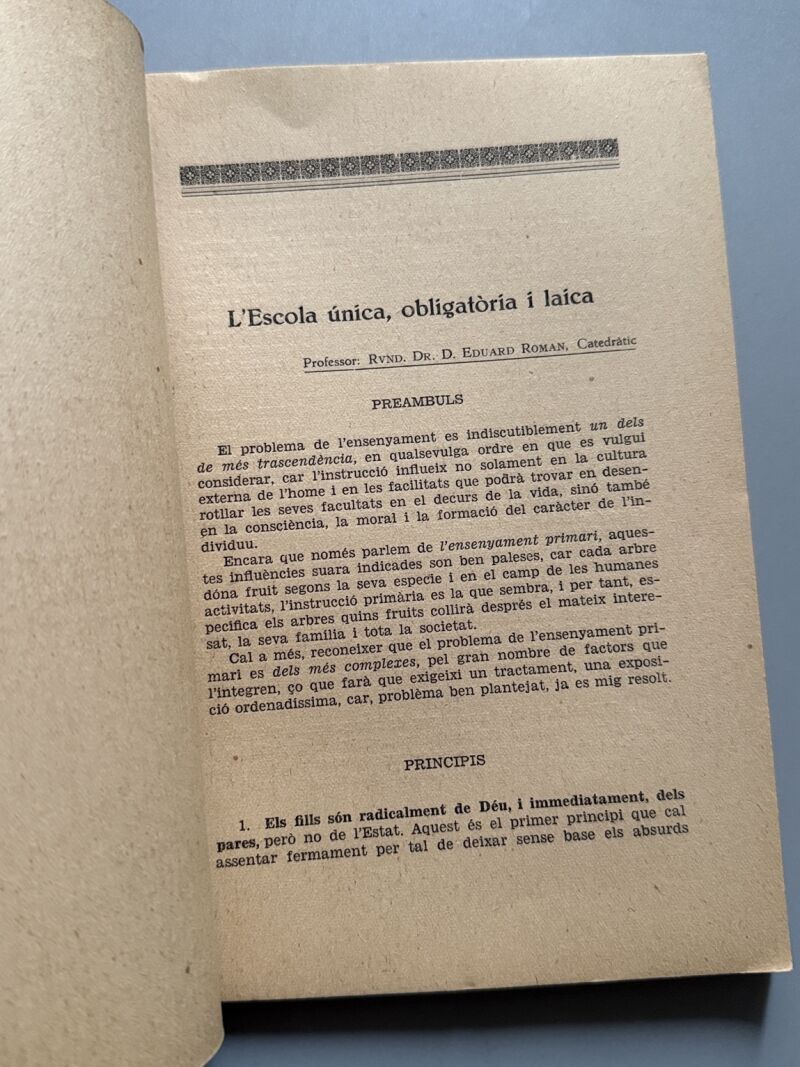 L'Escola única, obligatòria i laica
Professor: RVND. DR. D. EDUARD ROMAN, Catedràtic
PREAMBULS
El problema de l'ensenyament es indiscutiblement un dels
de més trascendència, en qualsevulga ordre en que es vulgui
considerar, car l'instrucció influeix no solament en la cultura
externa de l'home i en les facilitats que podrà trovar en desen-
rotllar les seves facultats en el decurs de la vida, sinó també
en la consciència, la moral i la formació del caràcter de l'in-
dividuu.
Encara que només parlem de l'ensenyament primari, aques-
tes influències suara indicades son ben paleses, car cada arbre
dóna fruit segons la seva especie i en el camp de les humanes
activitats, l'instrucció primària es la que sembra, i per tant, es-
pecifica els arbres quins fruits collirà després el mateix intere-
sat, la seva família i tota la societat.
Cal a més, reconeixer que el problema de l'ensenyament pri-
mari es dels més complexes, pel gran nombre de factors que
l'integren, ço que farà que exigeixi un tractament, una exposi-
ció ordenadíssima, car, problèma ben plantejat, ja es mig resolt.
PRINCIPIS
1. Els fills són radicalment de Déu, i immediatament, dels
pares, però no de l'Estat. Aquest és el primer principi que cal
assentar fermament per tal de deixar sense base els absurds